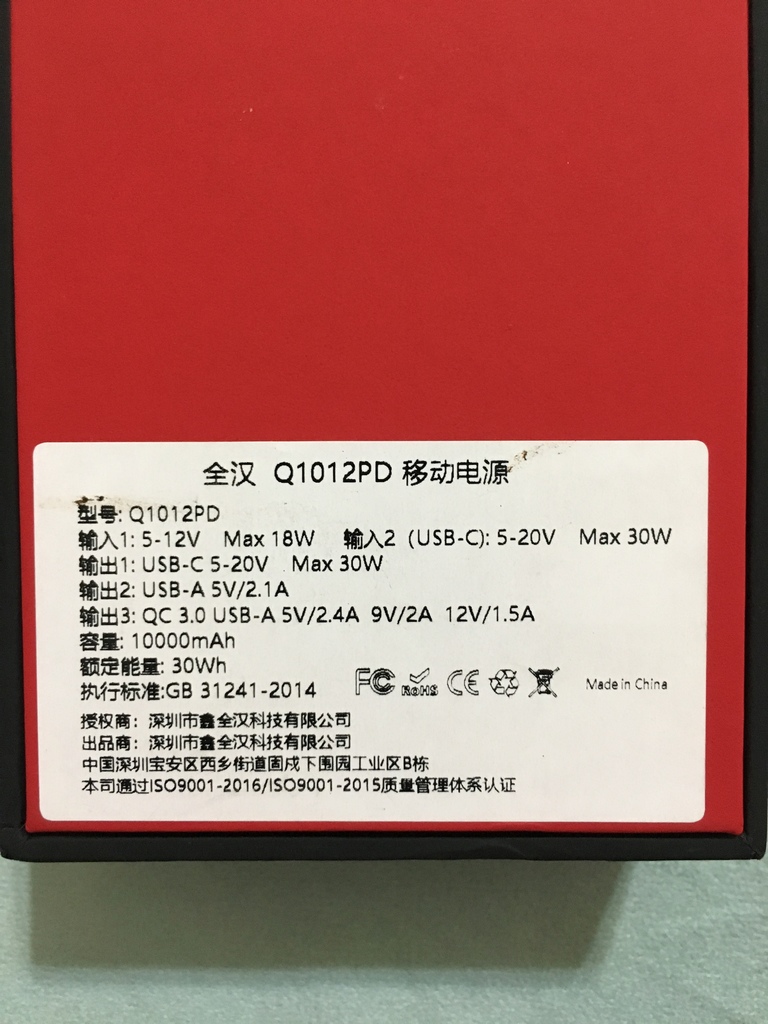 全汉 Q1012PD 移动电源
型号: Q1012PD
输入1: 5-12V Max 18W 输入2 (USB-C): 5-20V Max 30W
输出1: USB-C 5-20V Max 30W
输出2: USB-A 5V/2.1A
输出3: QC 3.0 USB-A 5V/2.4A 9V/2A 12V/1.5A
容量: 10000mAh
额定能量: 30Wh
执行标准:GB 31241-2014
FC RoHS CE Made in China
授权商: 深圳市鑫全汉科技有限公司
出品商: 深圳市鑫全汉科技有限公司
中国深圳宝安区西乡街道固戍下围园工业区B栋
本司通过ISO9001-2016/ISO9001-2015质量管理体系认证